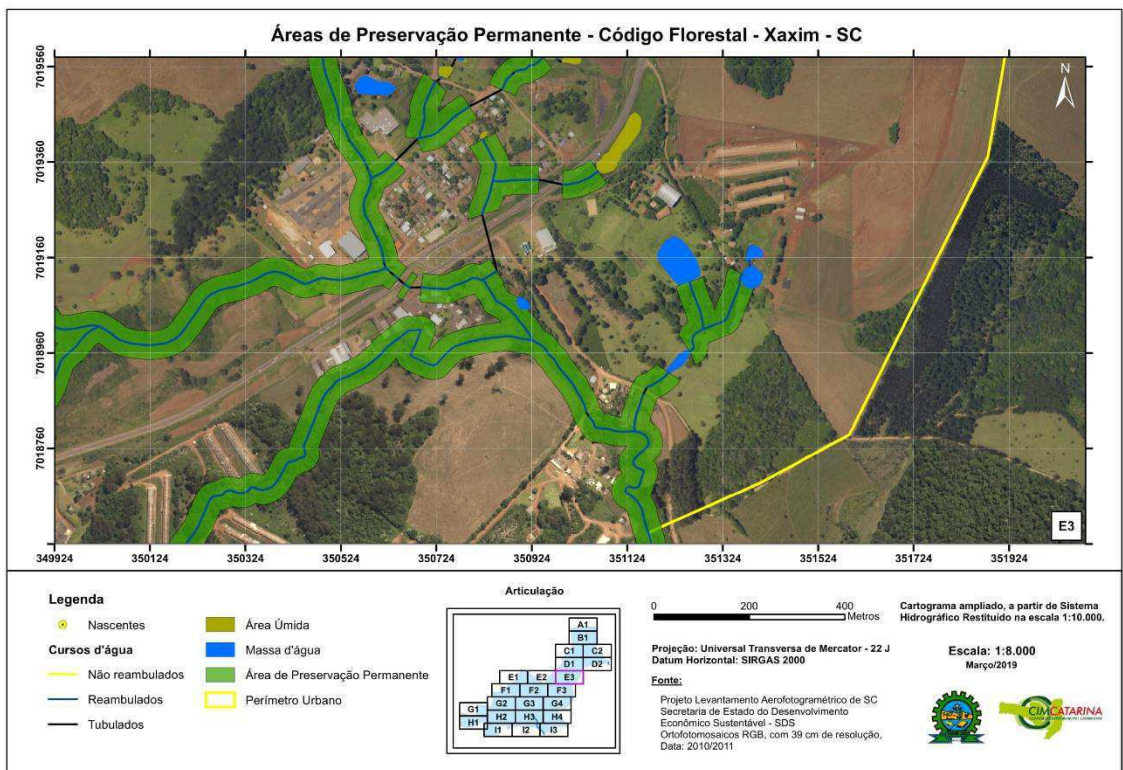 Áreas de Preservação Permanente - Código Florestal - Xaxim - SC
7019560
7019360
7019160
7018960
7018760
N
E3
349924 350124 350324 350524 350724 350924 351124 351324 351524 351724 351924
Legenda
Nascentes
Cursos d'água
Não reambulados
Reambulados
Tubulados
Área Úmida
Massa d'água
Área de Preservação Permanente
Perímetro Urbano
Articulação
A1
B1
C1 C2
D1 D2
E1 E2 E3
F1 F2 F3
G1 G2 G3 G4
H1 H2 H3 H4
I1 I2 I3
0 200 400
Metros
Projeção: Universal Transversa de Mercator - 22 J
Datum Horizontal: SIRGAS 2000
Fonte:
Projeto Levantamento Aerofotogramétrico de SC
Secretaria de Estado do Desenvolvimento
Econômico Sustentável - SDS
Ortofotomosaicos RGB, com 39 cm de resolução,
Data: 2010/2011
Cartograma ampliado, a partir de Sistema
Hidrográfico Restituído na escala 1:10.000.
Escala: 1:8.000
Março/2019
CIMCATARINA